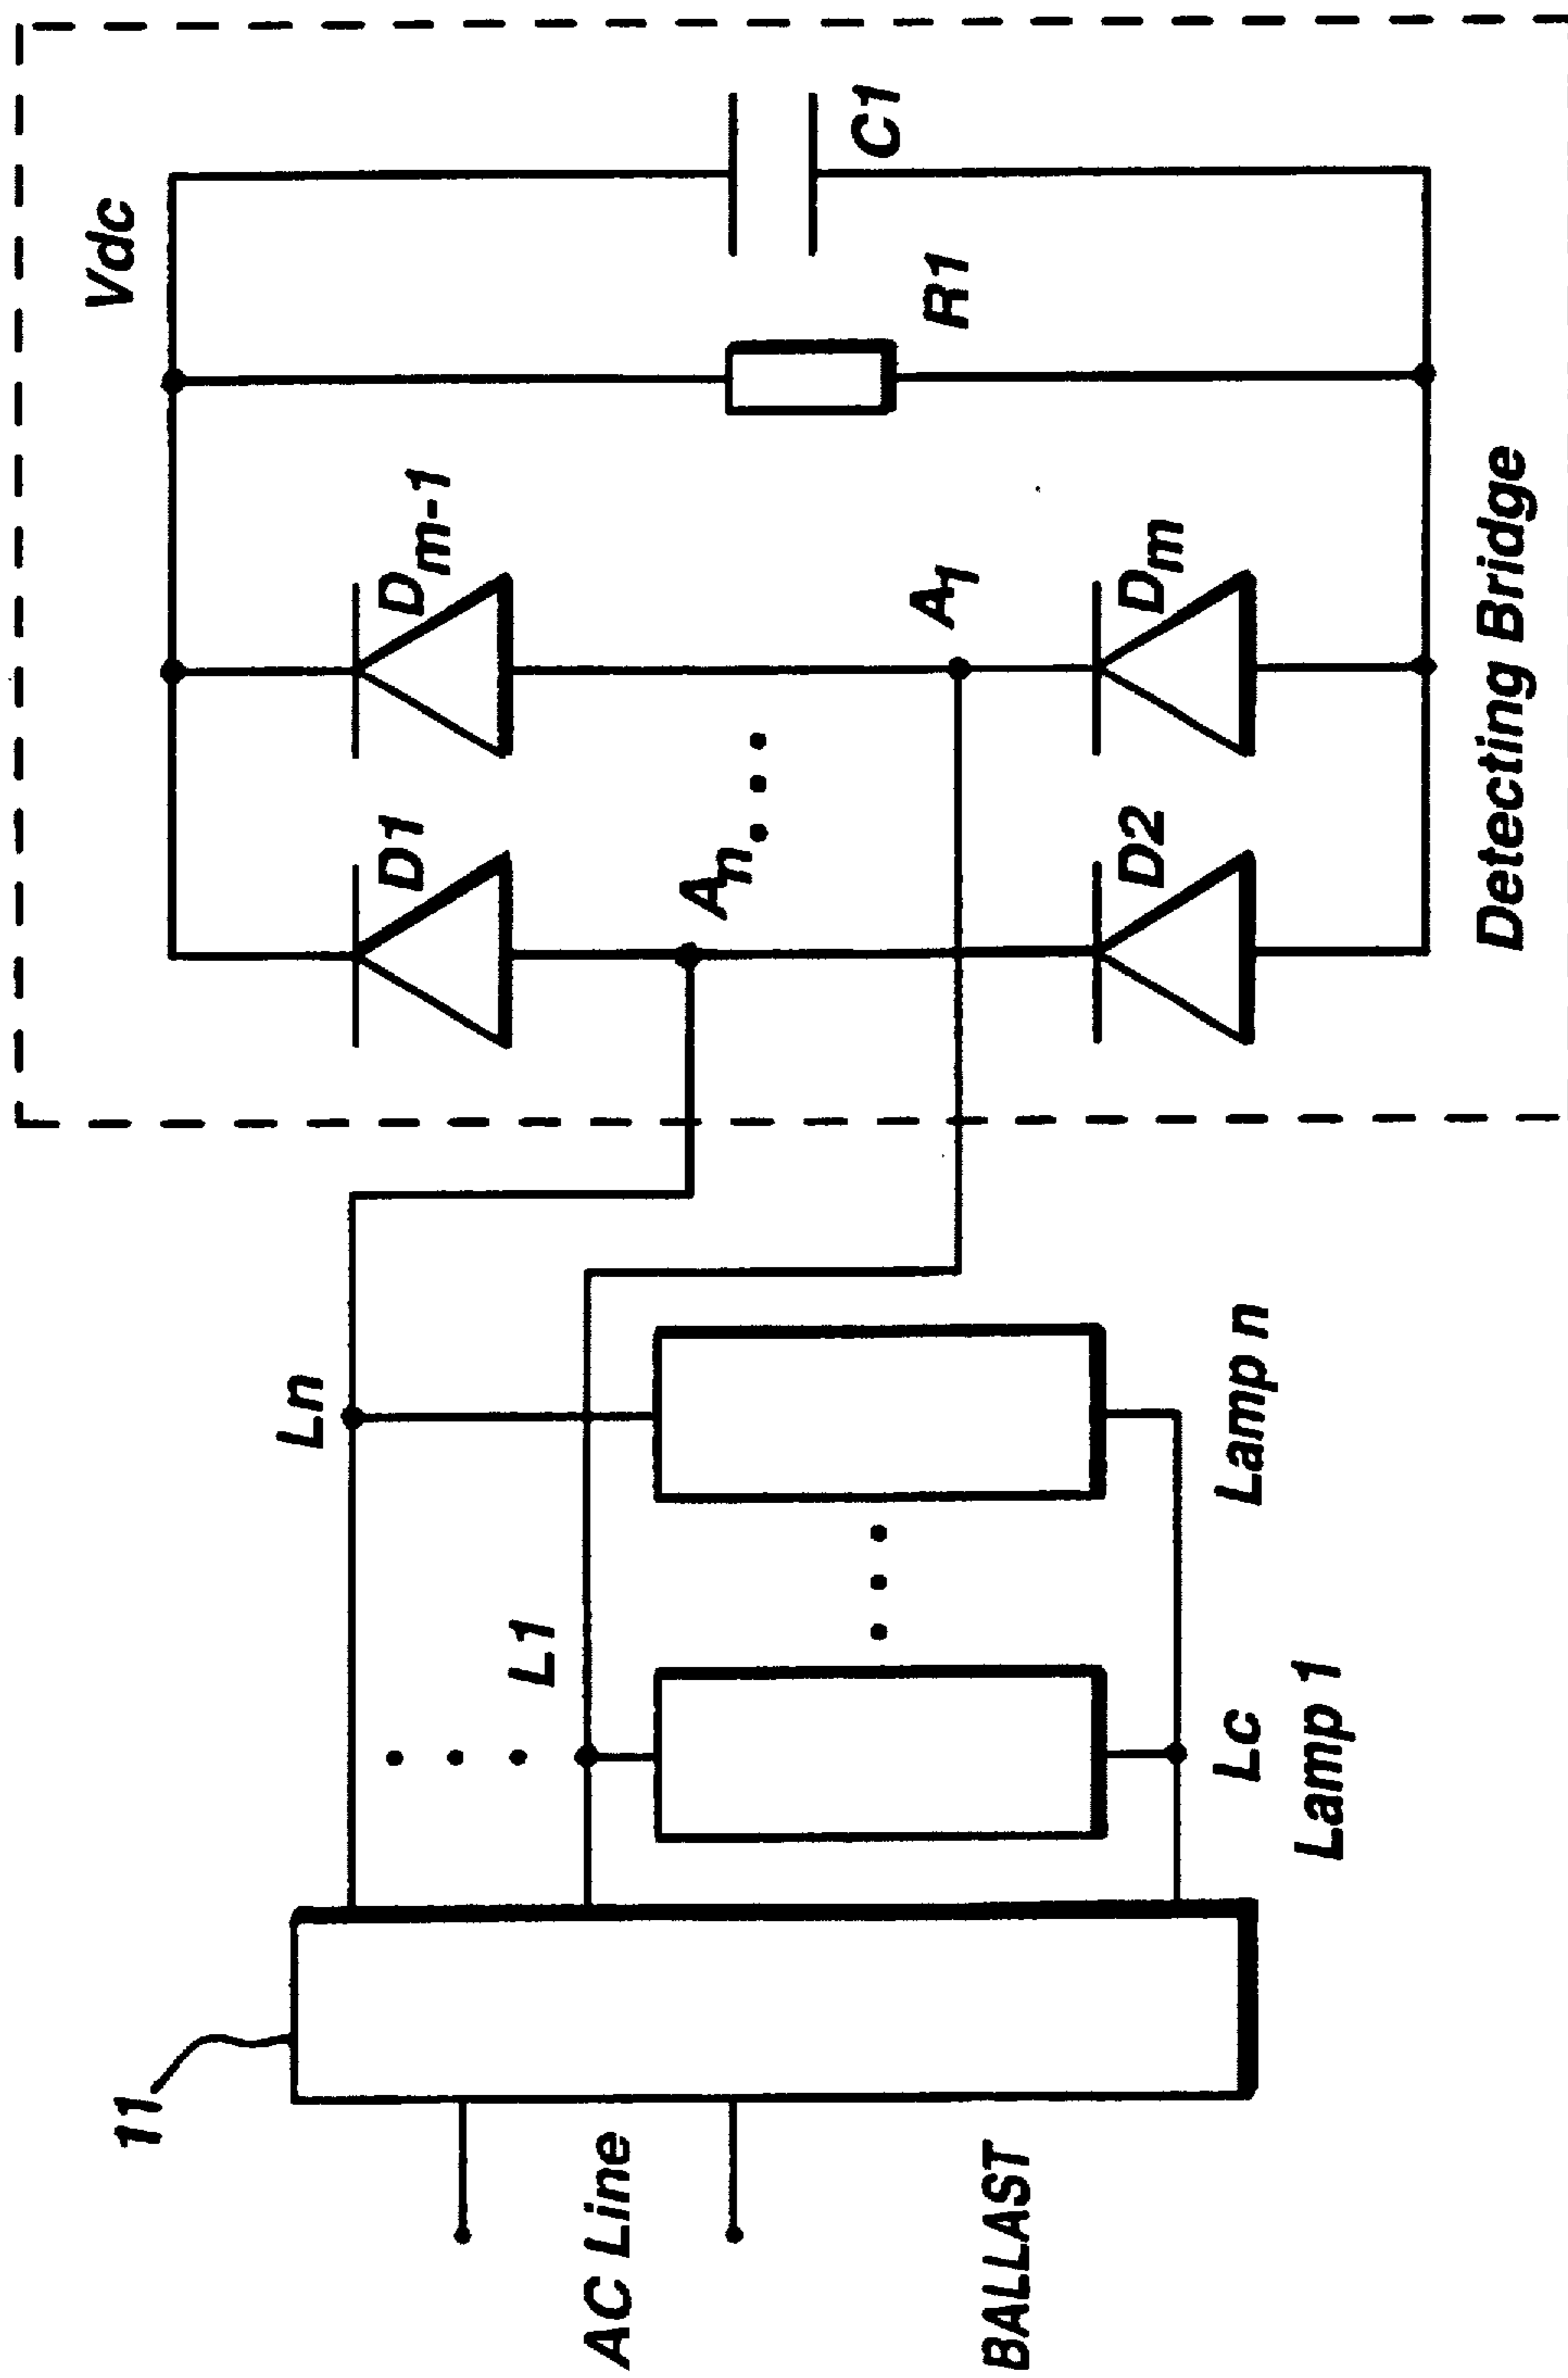 11
AC Line
BALLAST
Ln
L1
Lc
Lamp 1
Lamp n
Vdc
D1
Dm-1
An
A1
D2
Dm
R1
C1
Detecting Bridge